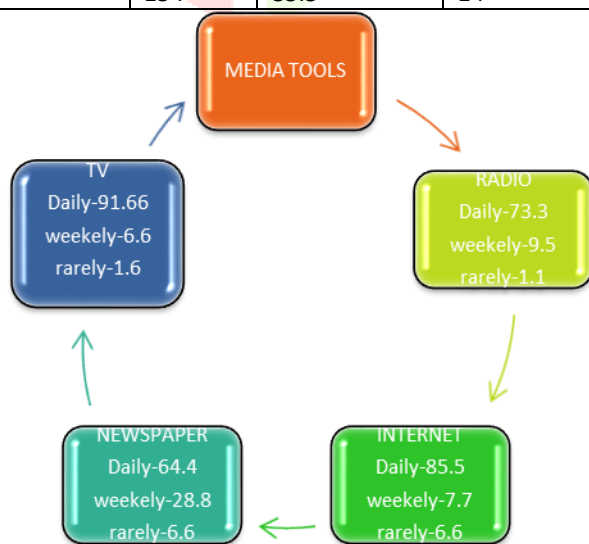 MEDIA TOOLS
RADIO
Daily-73.3
weekely-9.5
rarely-1.1
INTERNET
Daily-85.5
weekely-7.7
rarely-6.6
NEWSPAPER
Daily-64.4
weekely-28.8
rarely-6.6
TV
Daily-91.66
weekely-6.6
rarely-1.6